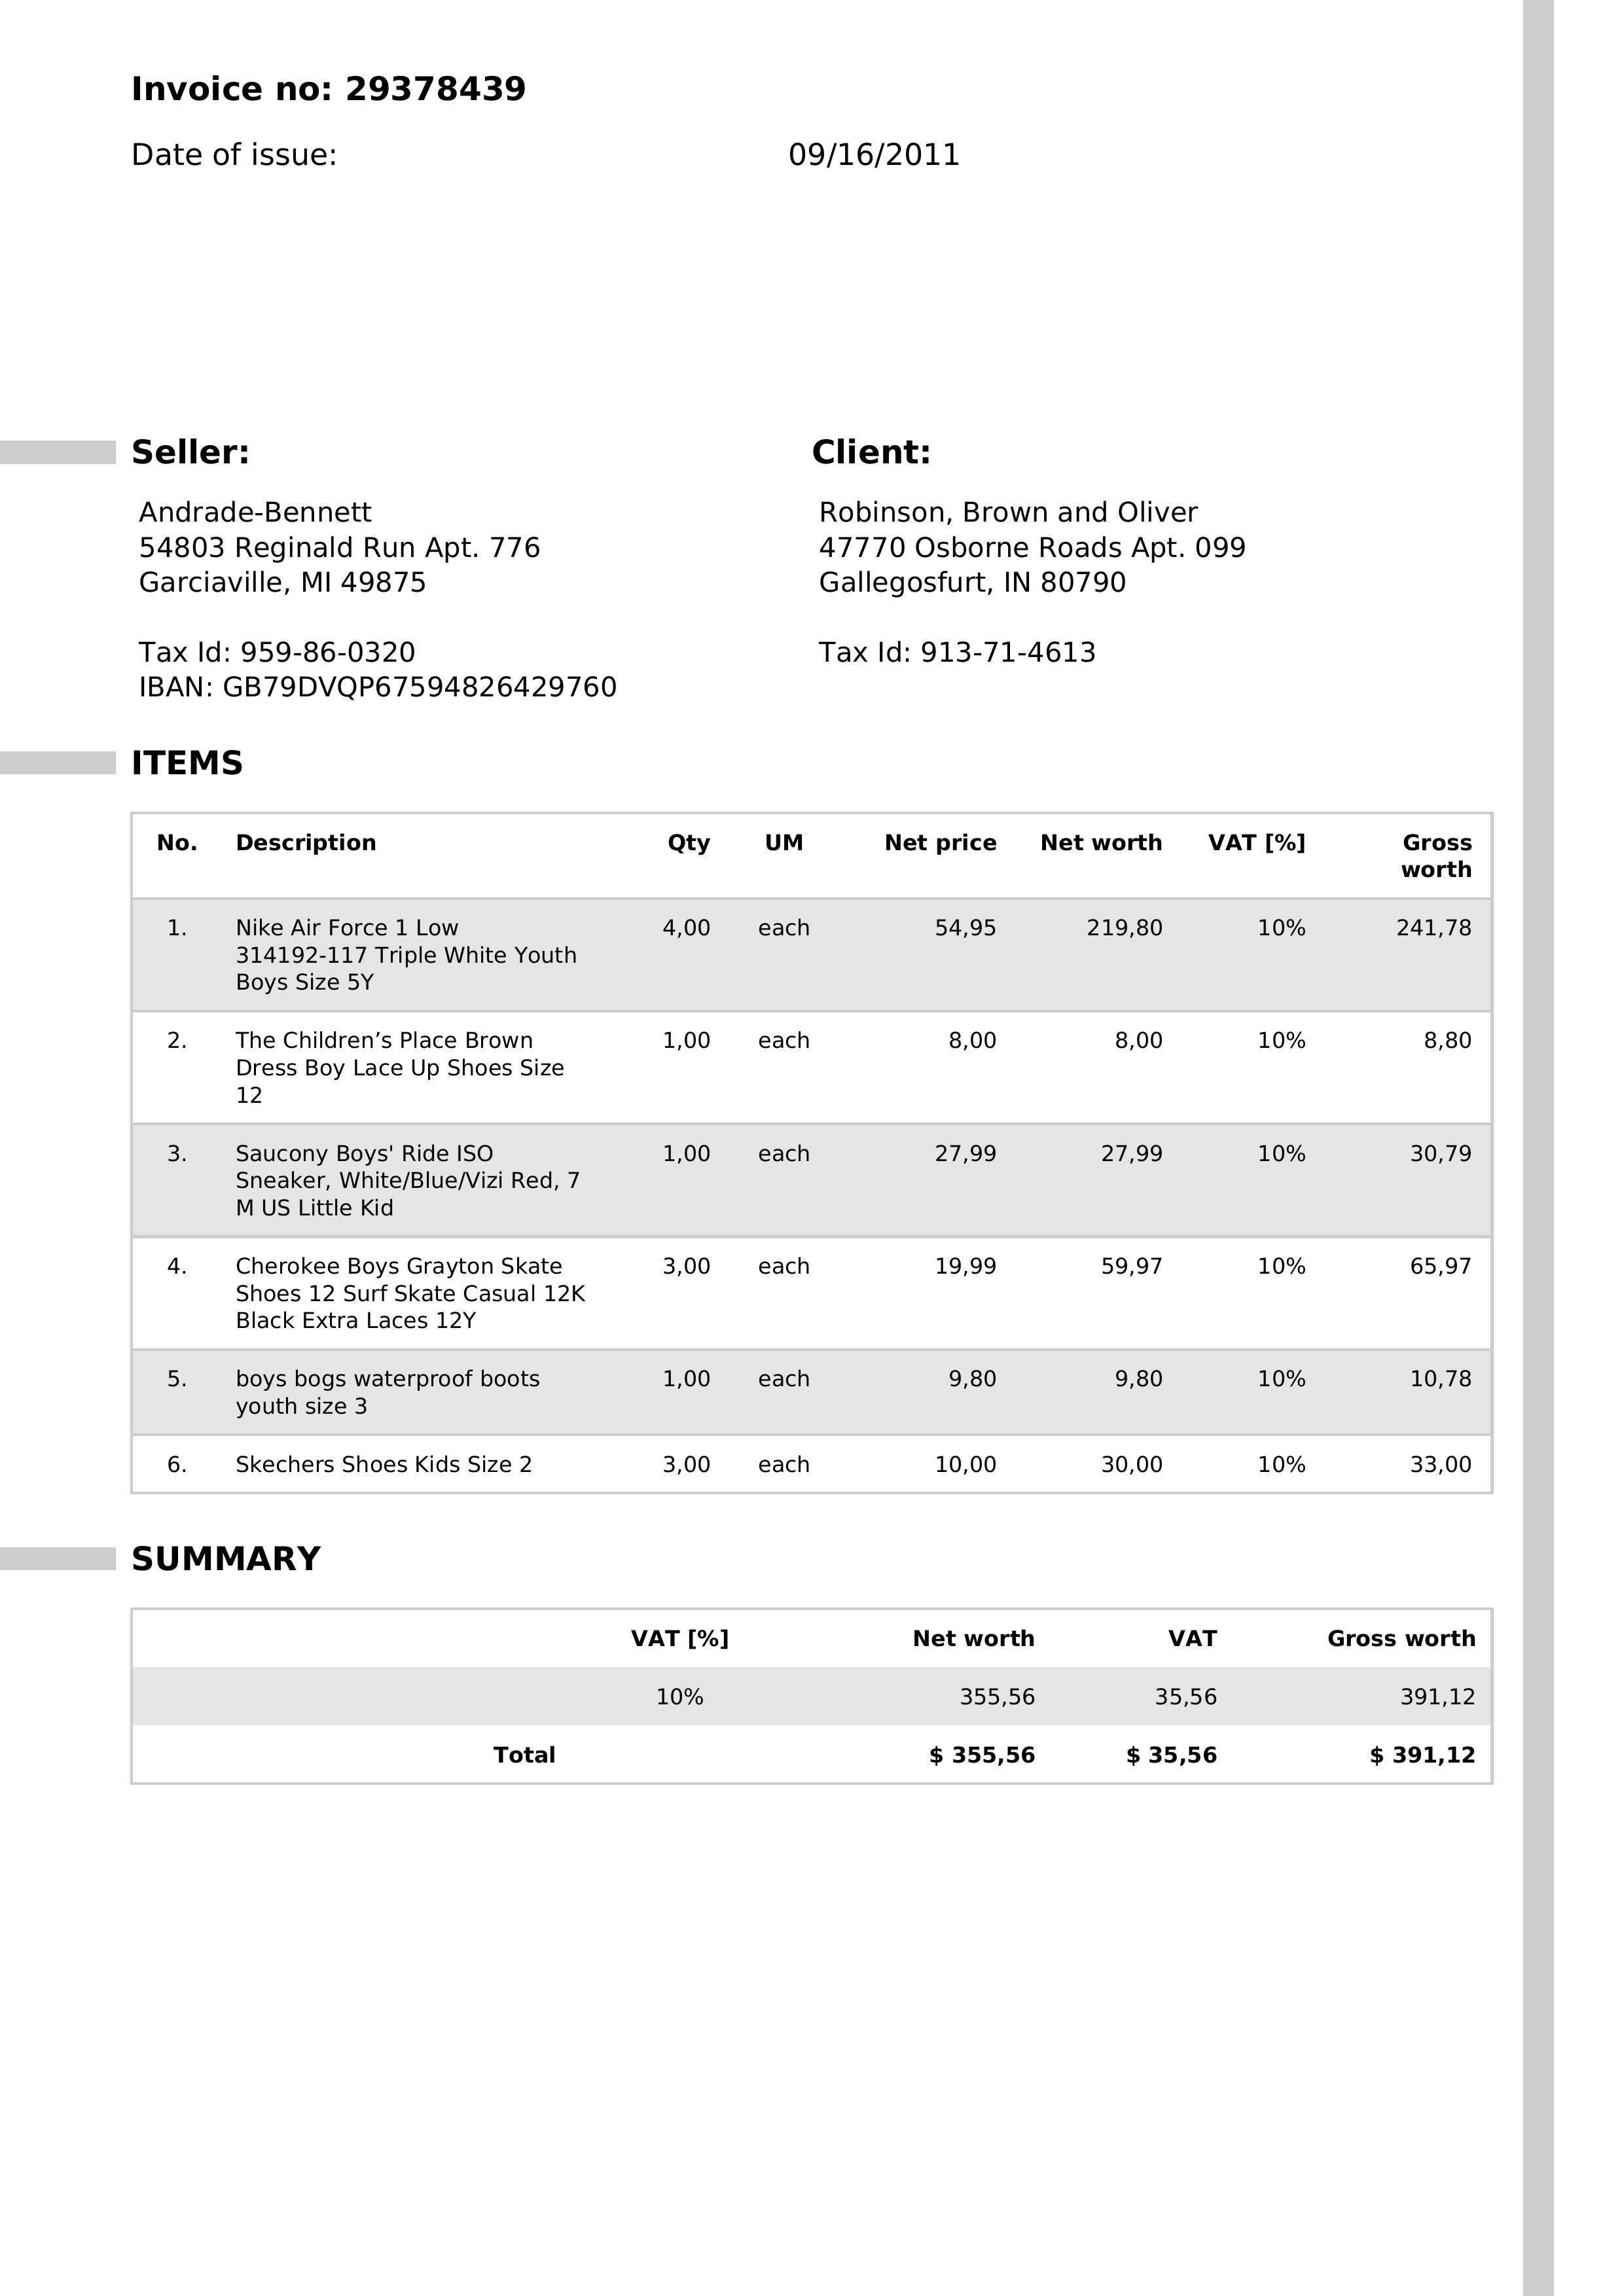 Invoice no: 29378439
Date of issue: 09/16/2011
Seller:
Andrade-Bennett
54803 Reginald Run Apt. 776
Garciaville, MI 49875
Tax Id: 959-86-0320
IBAN: GB79DVQP67594826429760
Client:
Robinson, Brown and Oliver
47770 Osborne Roads Apt. 099
Gallegosfurt, IN 80790
Tax Id: 913-71-4613
ITEMS
No. Description Qty UM Net price Net worth VAT [%] Gross
worth
1. Nike Air Force 1 Low 4,00 each 54,95 219,80 10% 241,78
314192-117 Triple White Youth
Boys Size 5Y
2. The Children’s Place Brown 1,00 each 8,00 8,00 10% 8,80
Dress Boy Lace Up Shoes Size
12
3. Saucony Boys' Ride ISO 1,00 each 27,99 27,99 10% 30,79
Sneaker, White/Blue/Vizi Red, 7
M US Little Kid
4. Cherokee Boys Grayton Skate 3,00 each 19,99 59,97 10% 65,97
Shoes 12 Surf Skate Casual 12K
Black Extra Laces 12Y
5. boys bogs waterproof boots 1,00 each 9,80 9,80 10% 10,78
youth size 3
6. Skechers Shoes Kids Size 2 3,00 each 10,00 30,00 10% 33,00
SUMMARY
VAT [%] Net worth VAT Gross worth
10% 355,56 35,56 391,12
Total $ 355,56 $ 35,56 $ 391,12